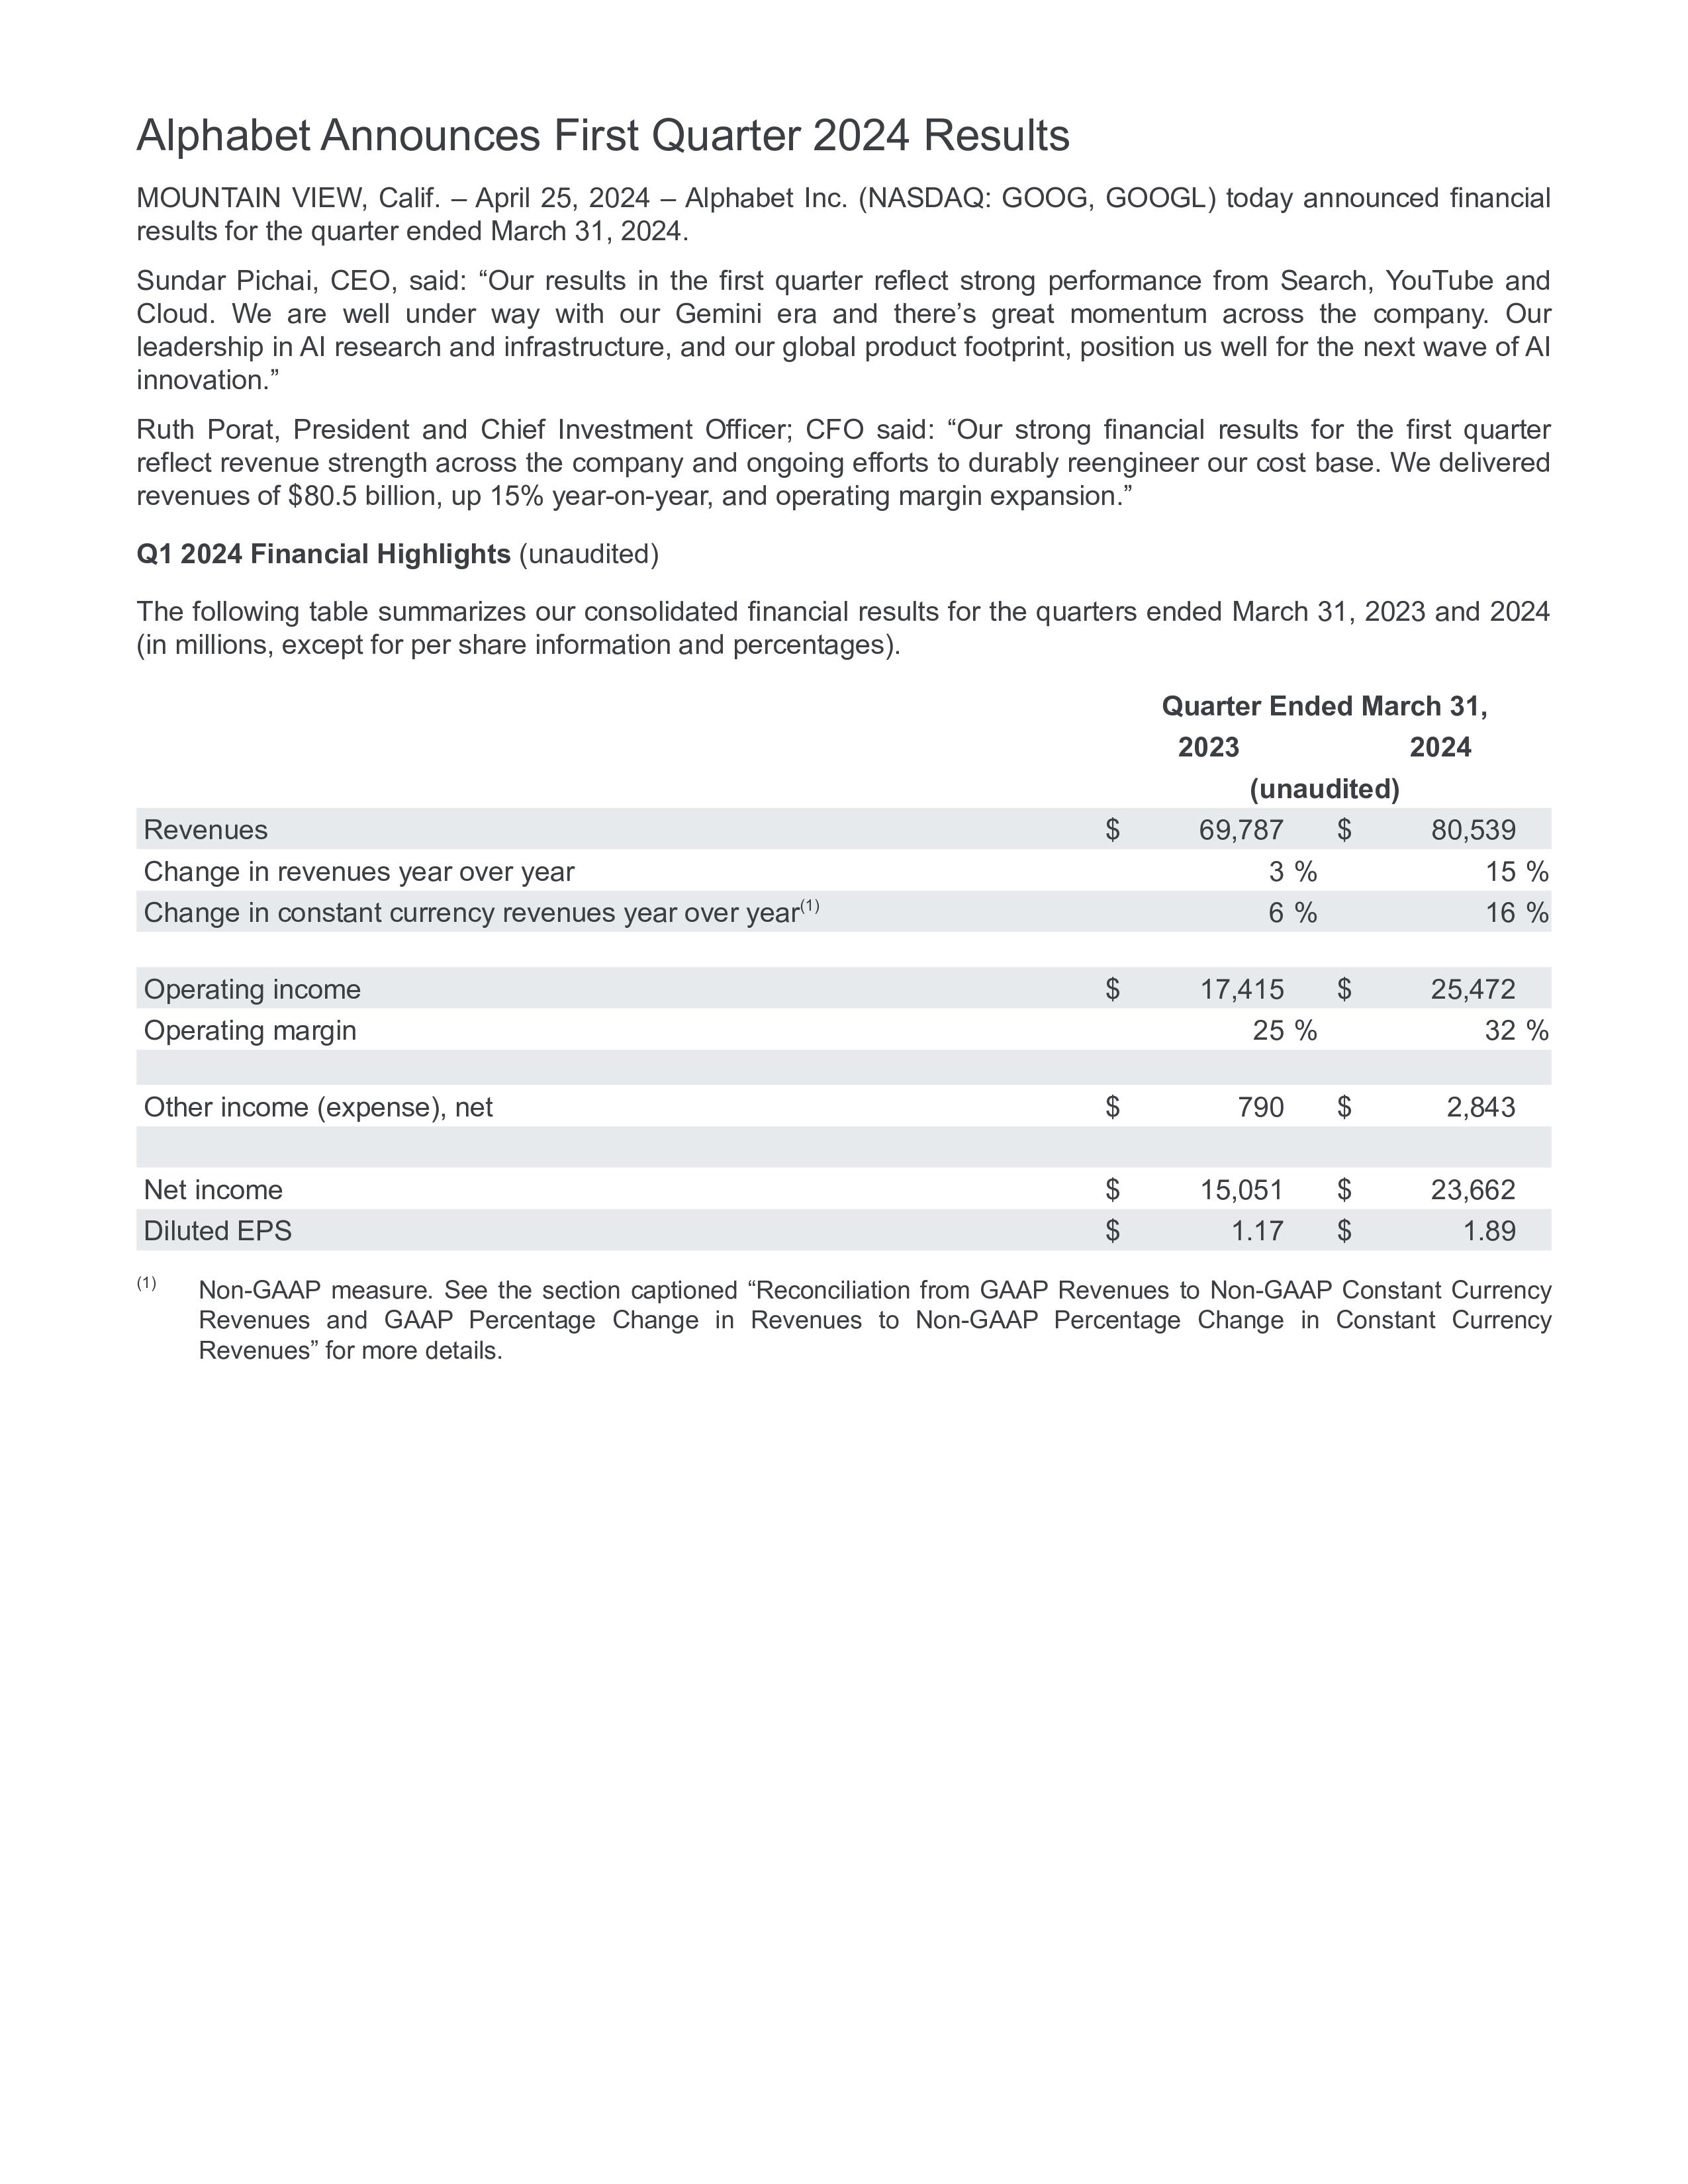 Alphabet Announces First Quarter 2024 Results
MOUNTAIN VIEW, Calif. – April 25, 2024 – Alphabet Inc. (NASDAQ: GOOG, GOOGL) today announced financial
results for the quarter ended March 31, 2024.
Sundar Pichai, CEO, said: “Our results in the first quarter reflect strong performance from Search, YouTube and
Cloud. We are well under way with our Gemini era and there’s great momentum across the company. Our
leadership in AI research and infrastructure, and our global product footprint, position us well for the next wave of AI
innovation.”
Ruth Porat, President and Chief Investment Officer; CFO said: “Our strong financial results for the first quarter
reflect revenue strength across the company and ongoing efforts to durably reengineer our cost base. We delivered
revenues of $80.5 billion, up 15% year-on-year, and operating margin expansion.”
Q1 2024 Financial Highlights (unaudited)
The following table summarizes our consolidated financial results for the quarters ended March 31, 2023 and 2024
(in millions, except for per share information and percentages).
Quarter Ended March 31,
2023 2024
(unaudited)
Revenues $ 69,787 $ 80,539
Change in revenues year over year 3 % 15 %
Change in constant currency revenues year over year(1) 6 % 16 %
Operating income $ 17,415 $ 25,472
Operating margin 25 % 32 %
Other income (expense), net $ 790 $ 2,843
Net income $ 15,051 $ 23,662
Diluted EPS $ 1.17 $ 1.89
(1) Non-GAAP measure. See the section captioned “Reconciliation from GAAP Revenues to Non-GAAP Constant Currency
Revenues and GAAP Percentage Change in Revenues to Non-GAAP Percentage Change in Constant Currency
Revenues” for more details.